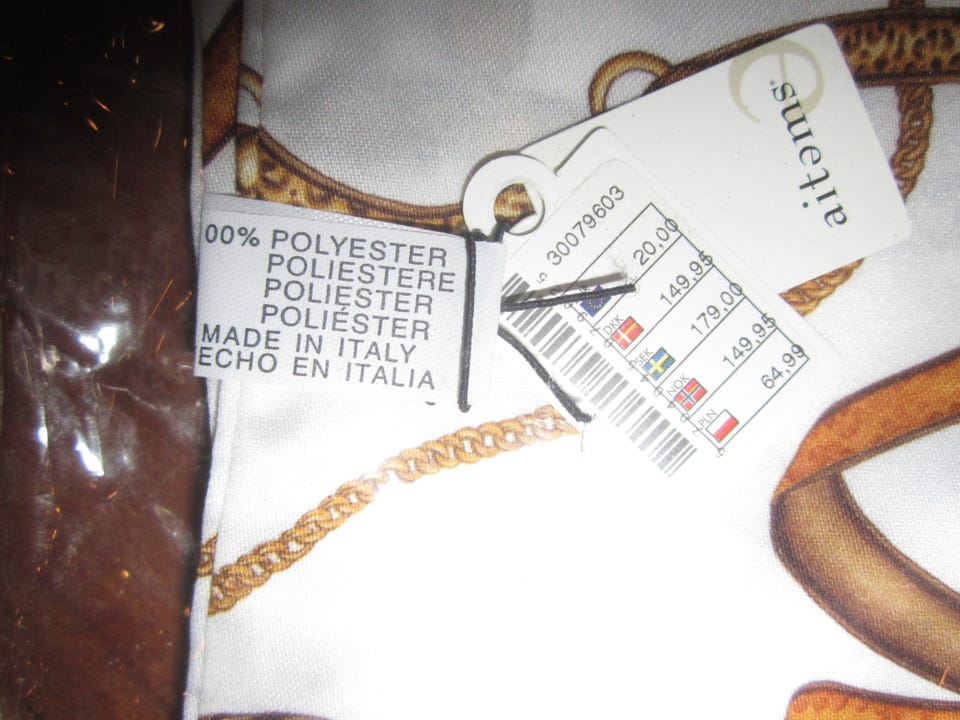 00% POLYESTER
POLIESTERE
POLIESTER
POLIÉSTER
MADE IN ITALY
ECHO EN ITALIA
e
aitems
30079603
20,00
DKK 149,95
SEK 179,00
NOK 149,95
PLN 64,99